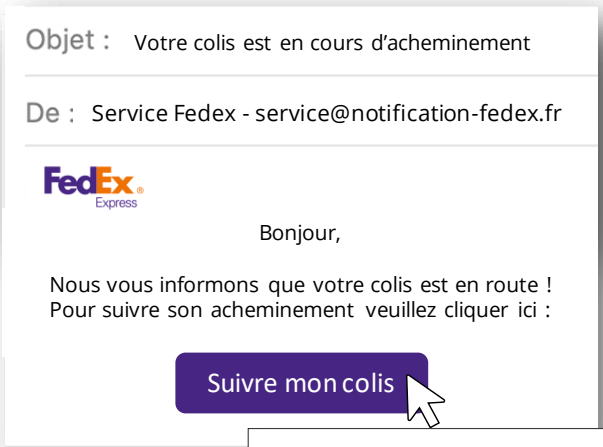 Objet : Votre colis est en cours d’acheminement
De : Service Fedex - service@notification-fedex.fr
FedEx®
Express
Bonjour,
Nous vous informons que votre colis est en route !
Pour suivre son acheminement veuillez cliquer ici :
Suivre mon colis